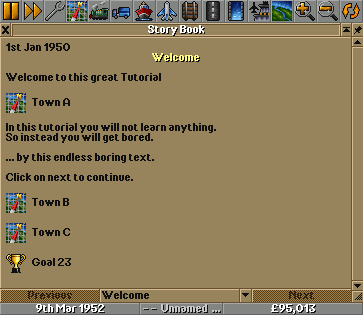 Story Book
1st Jan 1950
Welcome
Welcome to this great Tutorial
Town A
In this tutorial you will not learn anything.
So instead you will get bored.
... by this endless boring text.
Click on next to continue.
Town B
Town C
Goal 23
Previous
Welcome
Next
9th Mar 1952
-- Unnamed ...
£95,013